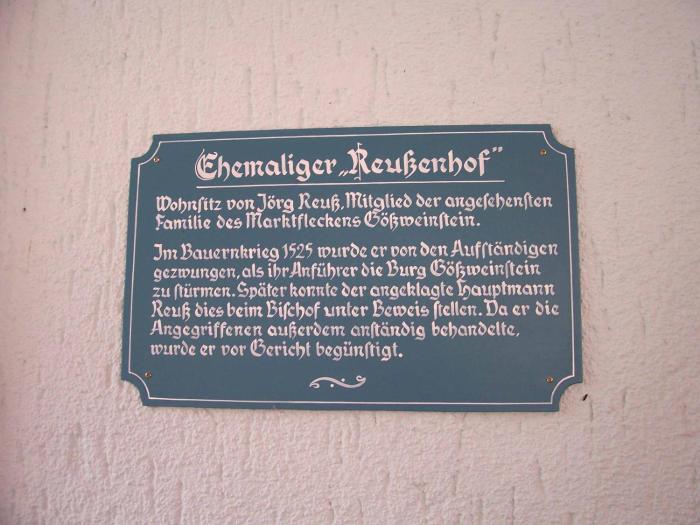 Ehemaliger „Reußenhof"
Wohnsitz von Jörg Reuß, Mitglied der angesehensten
Familie des Marktfleckens Gößweinstein.
Im Bauernkrieg 1525 wurde er von den Aufständigen
gezwungen, als ihr Anführer die Burg Gößweinstein
zu stürmen. Später konnte der angeklagte Hauptmann
Reuß dies beim Bischof unter Beweis stellen. Da er die
Angegriffenen außerdem anständig behandelte,
wurde er vor Gericht begünstigt.